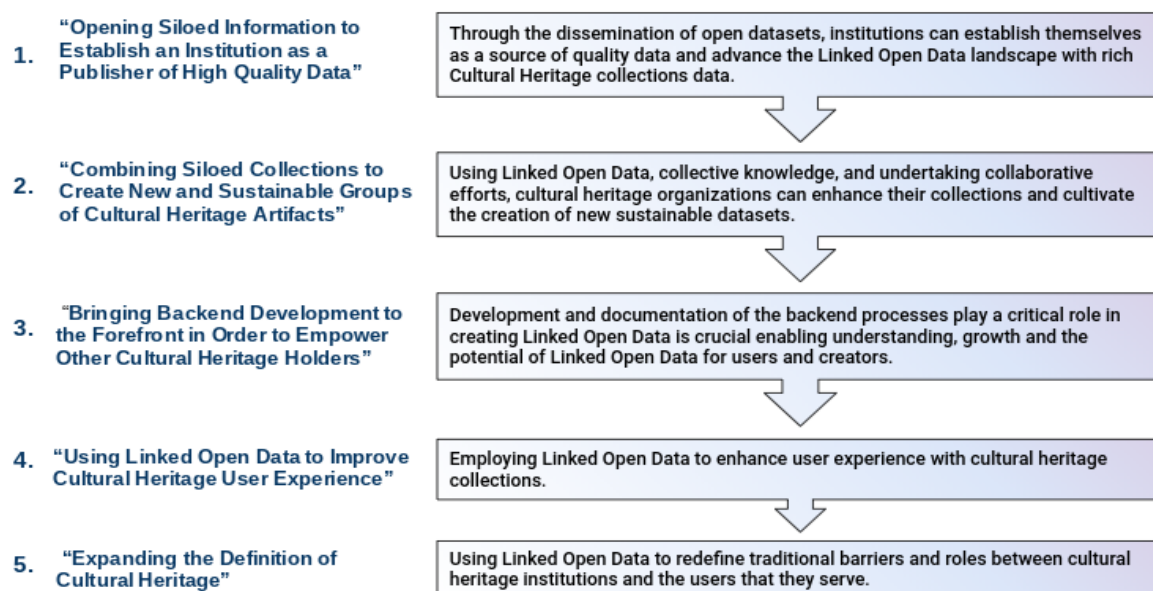 1.
“Opening Siloed Information to
Establish an Institution as a
Publisher of High Quality Data”
Through the dissemination of open datasets, institutions can establish themselves
as a source of quality data and advance the Linked Open Data landscape with rich
Cultural Heritage collections data.
2.
“Combining Siloed Collections to
Create New and Sustainable Groups
of Cultural Heritage Artifacts”
Using Linked Open Data, collective knowledge, and undertaking collaborative
efforts, cultural heritage organizations can enhance their collections and cultivate
the creation of new sustainable datasets.
3.
“Bringing Backend Development to
the Forefront in Order to Empower
Other Cultural Heritage Holders”
Development and documentation of the backend processes play a critical role in
creating Linked Open Data is crucial enabling understanding, growth and the
potential of Linked Open Data for users and creators.
4.
“Using Linked Open Data to Improve
Cultural Heritage User Experience”
Employing Linked Open Data to enhance user experience with cultural heritage
collections.
5.
“Expanding the Definition of
Cultural Heritage”
Using Linked Open Data to redefine traditional barriers and roles between cultural
heritage institutions and the users that they serve.